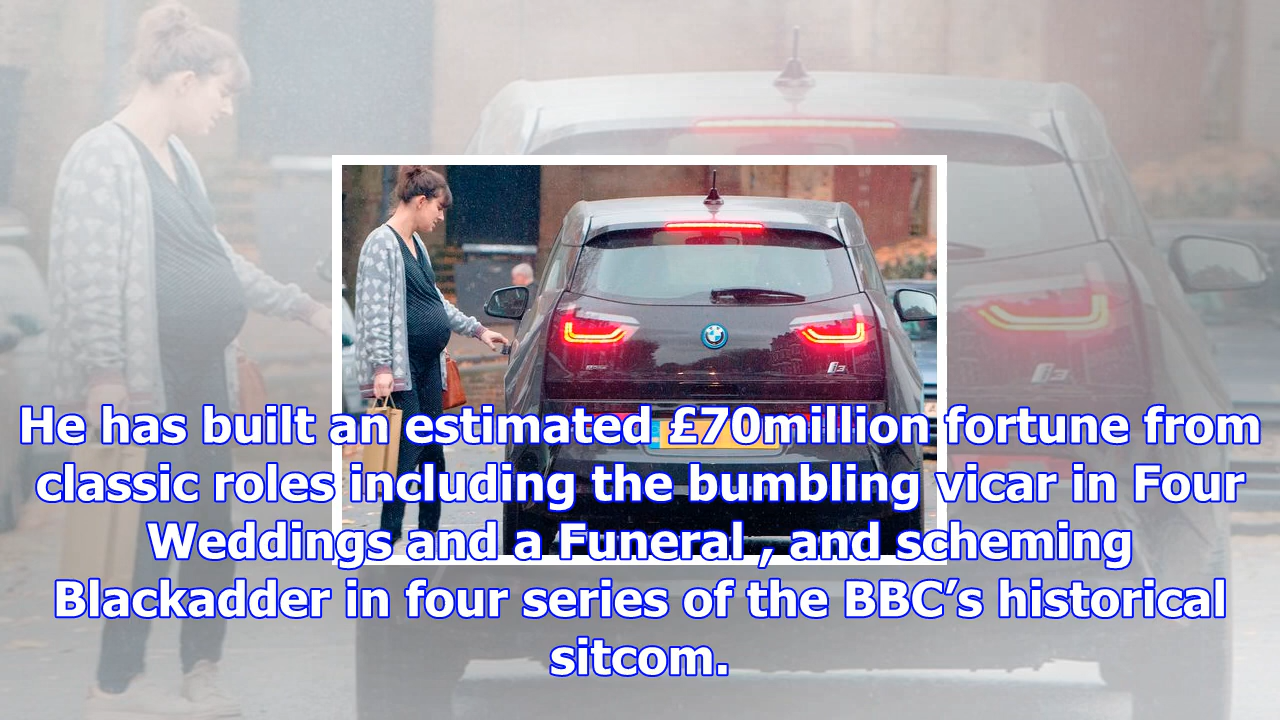 i3
He has built an estimated £70million fortune from
classic roles including the bumbling vicar in Four
Weddings and a Funeral , and scheming
Blackadder in four series of the BBC’s historical
sitcom.